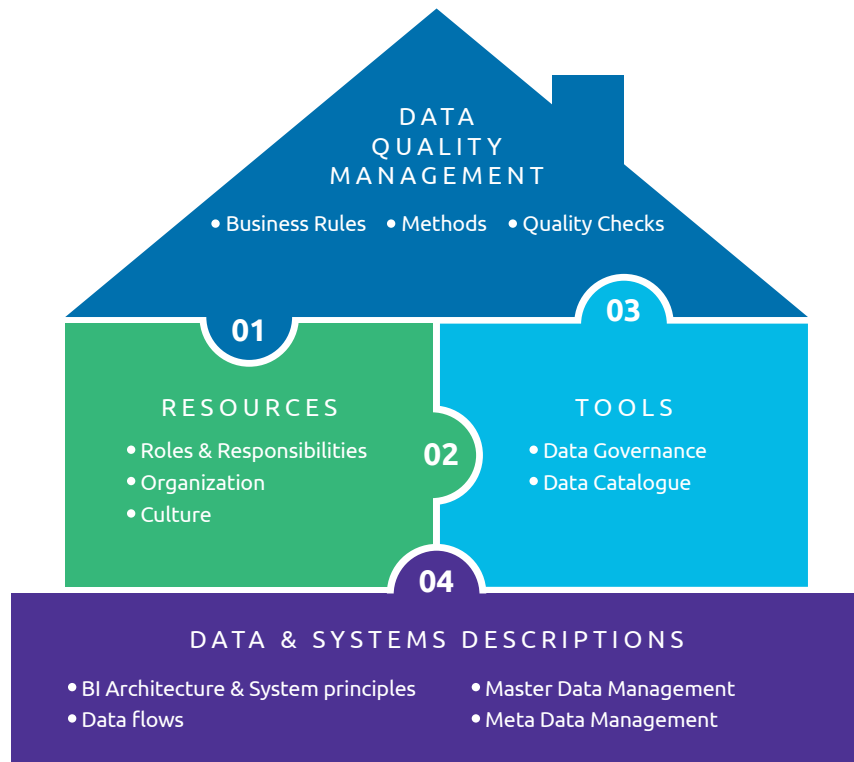 DATA
QUALITY
MANAGEMENT
• Business Rules • Methods • Quality Checks
01
03
RESOURCES
• Roles & Responsibilities
• Organization
• Culture
02
TOOLS
• Data Governance
• Data Catalogue
04
DATA & SYSTEMS DESCRIPTIONS
• BI Architecture & System principles
• Data flows
• Master Data Management
• Meta Data Management